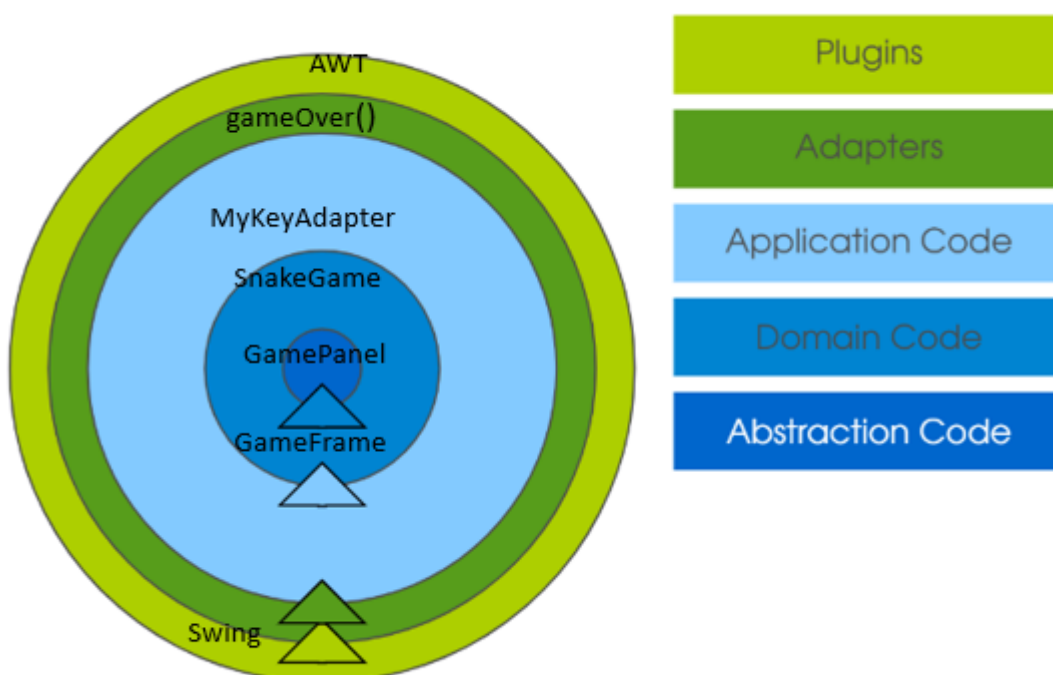 AWT
gameOver()
MyKeyAdapter
SnakeGame
GamePanel
GameFrame
Swing
Plugins
Adapters
Application Code
Domain Code
Abstraction Code